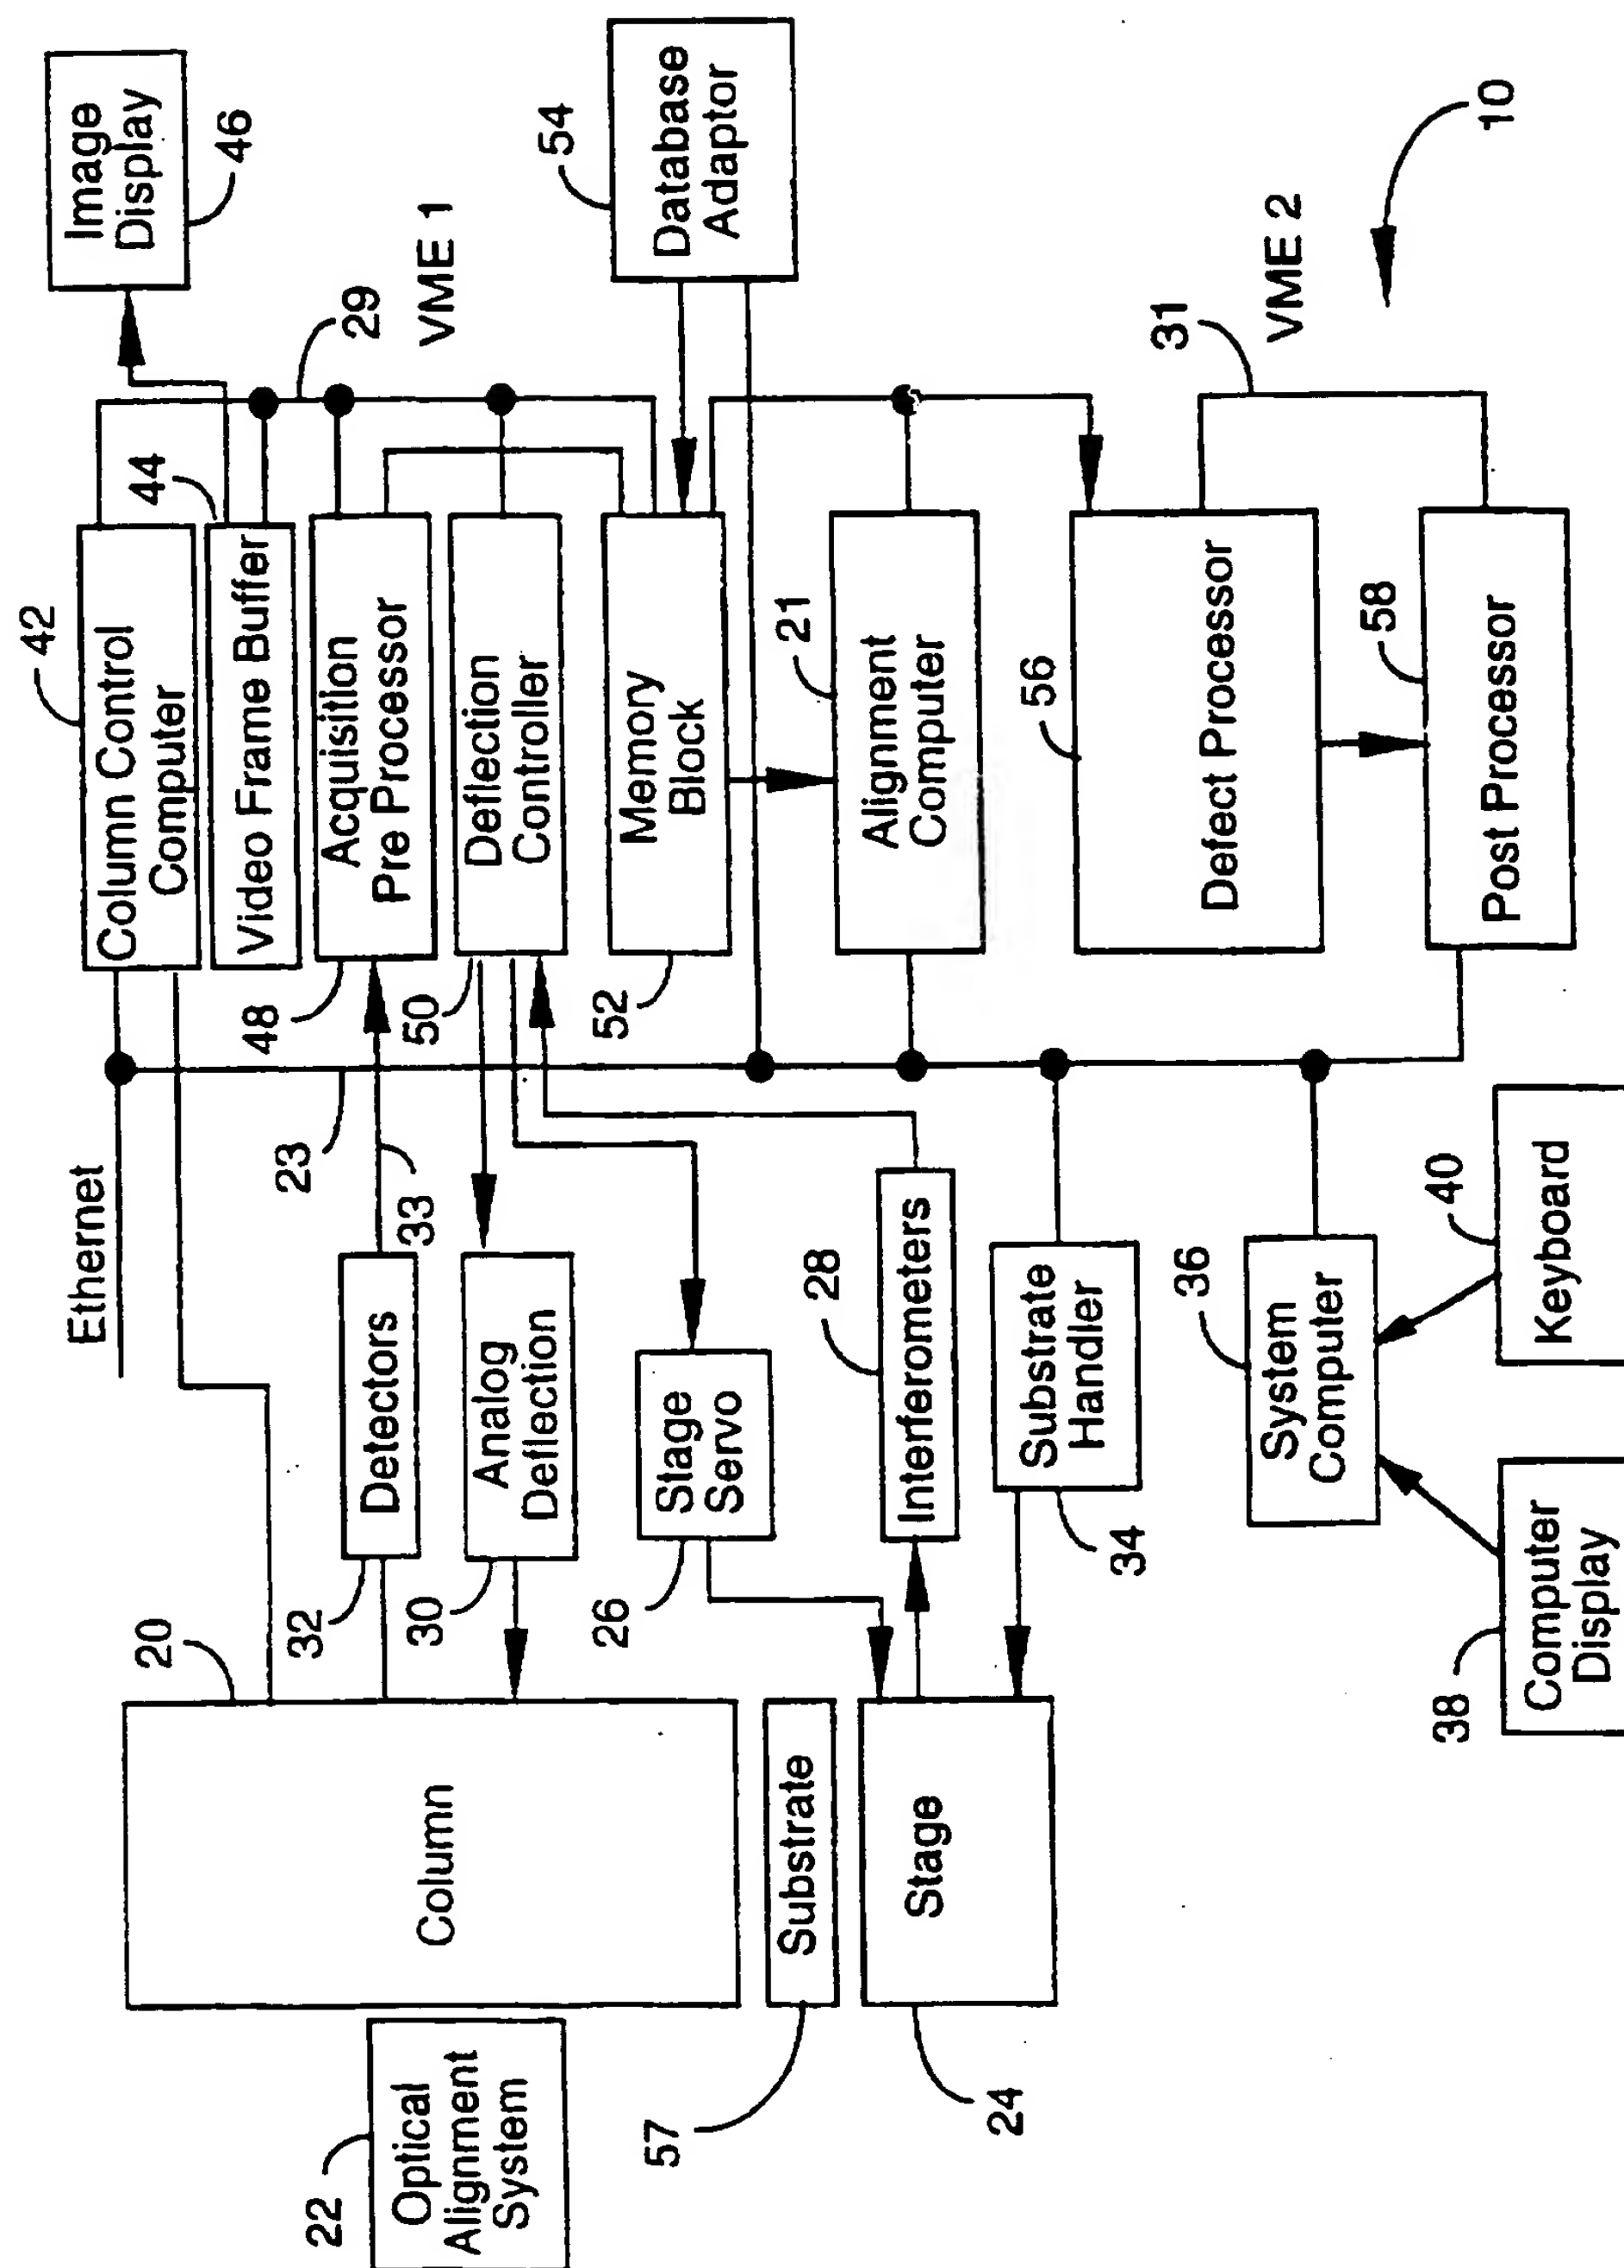 22
Optical
Alignment
System
Column
20
57
Substrate
24
Stage
32
Detectors
33
30
Analog
Deflection
26
Stage
Servo
28
Interferometers
34
Substrate
Handler
38
Computer
Display
36
System
Computer
40
Keyboard
Ethernet
23
42
Column Control
Computer
44
Video Frame Buffer
48
Acquisition
Pre Processor
50
Deflection
Controller
52
Memory
Block
21
Alignment
Computer
56
Defect Processor
58
Post Processor
29
VME 1
31
VME 2
Image
Display
46
54
Database
Adaptor
10